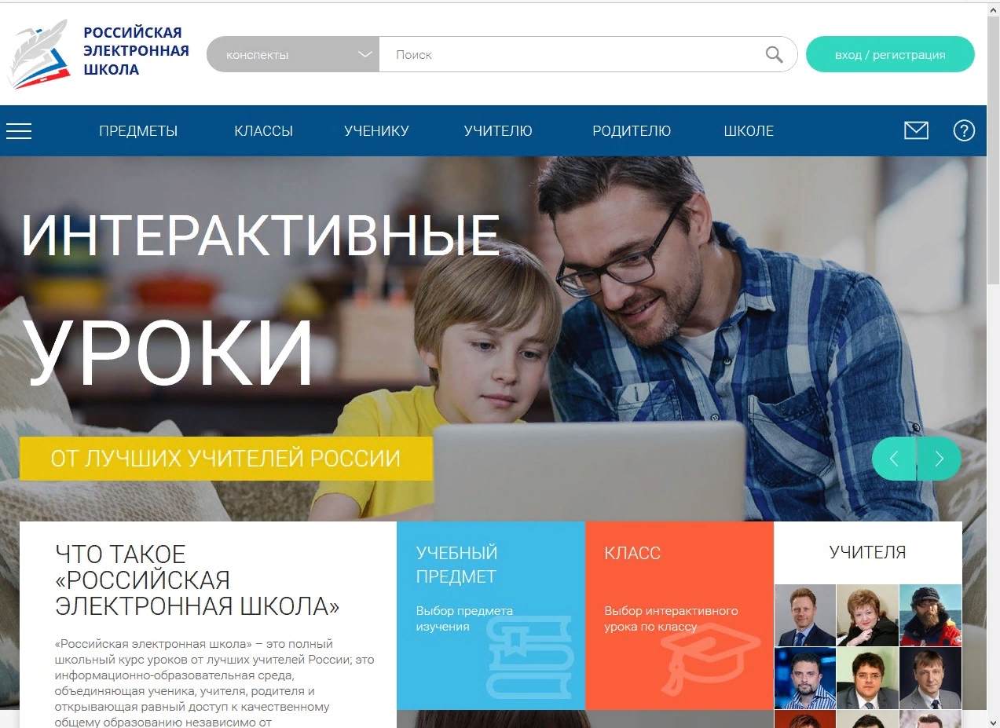 РОССИЙСКАЯ
ЭЛЕКТРОННАЯ
ШКОЛА
конспекты
Поиск
вход / регистрация
ПРЕДМЕТЫ
КЛАССЫ
УЧЕНИКУ
УЧИТЕЛЮ
РОДИТЕЛЮ
ШКОЛЕ
?
ИНТЕРАКТИВНЫЕ
УРОКИ
ОТ ЛУЧШИХ УЧИТЕЛЕЙ РОССИИ
ЧТО ТАКОЕ
«РОССИЙСКАЯ
ЭЛЕКТРОННАЯ ШКОЛА»
«Российская электронная школа» – это полный
школьный курс уроков от лучших учителей России; это
информационно-образовательная среда,
объединяющая ученика, учителя, родителя и
открывающая равный доступ к качественному
общему образованию независимо от
УЧЕБНЫЙ
ПРЕДМЕТ
Выбор предмета
изучения
КЛАСС
Выбор интерактивного
урока по классу
УЧИТЕЛЯ